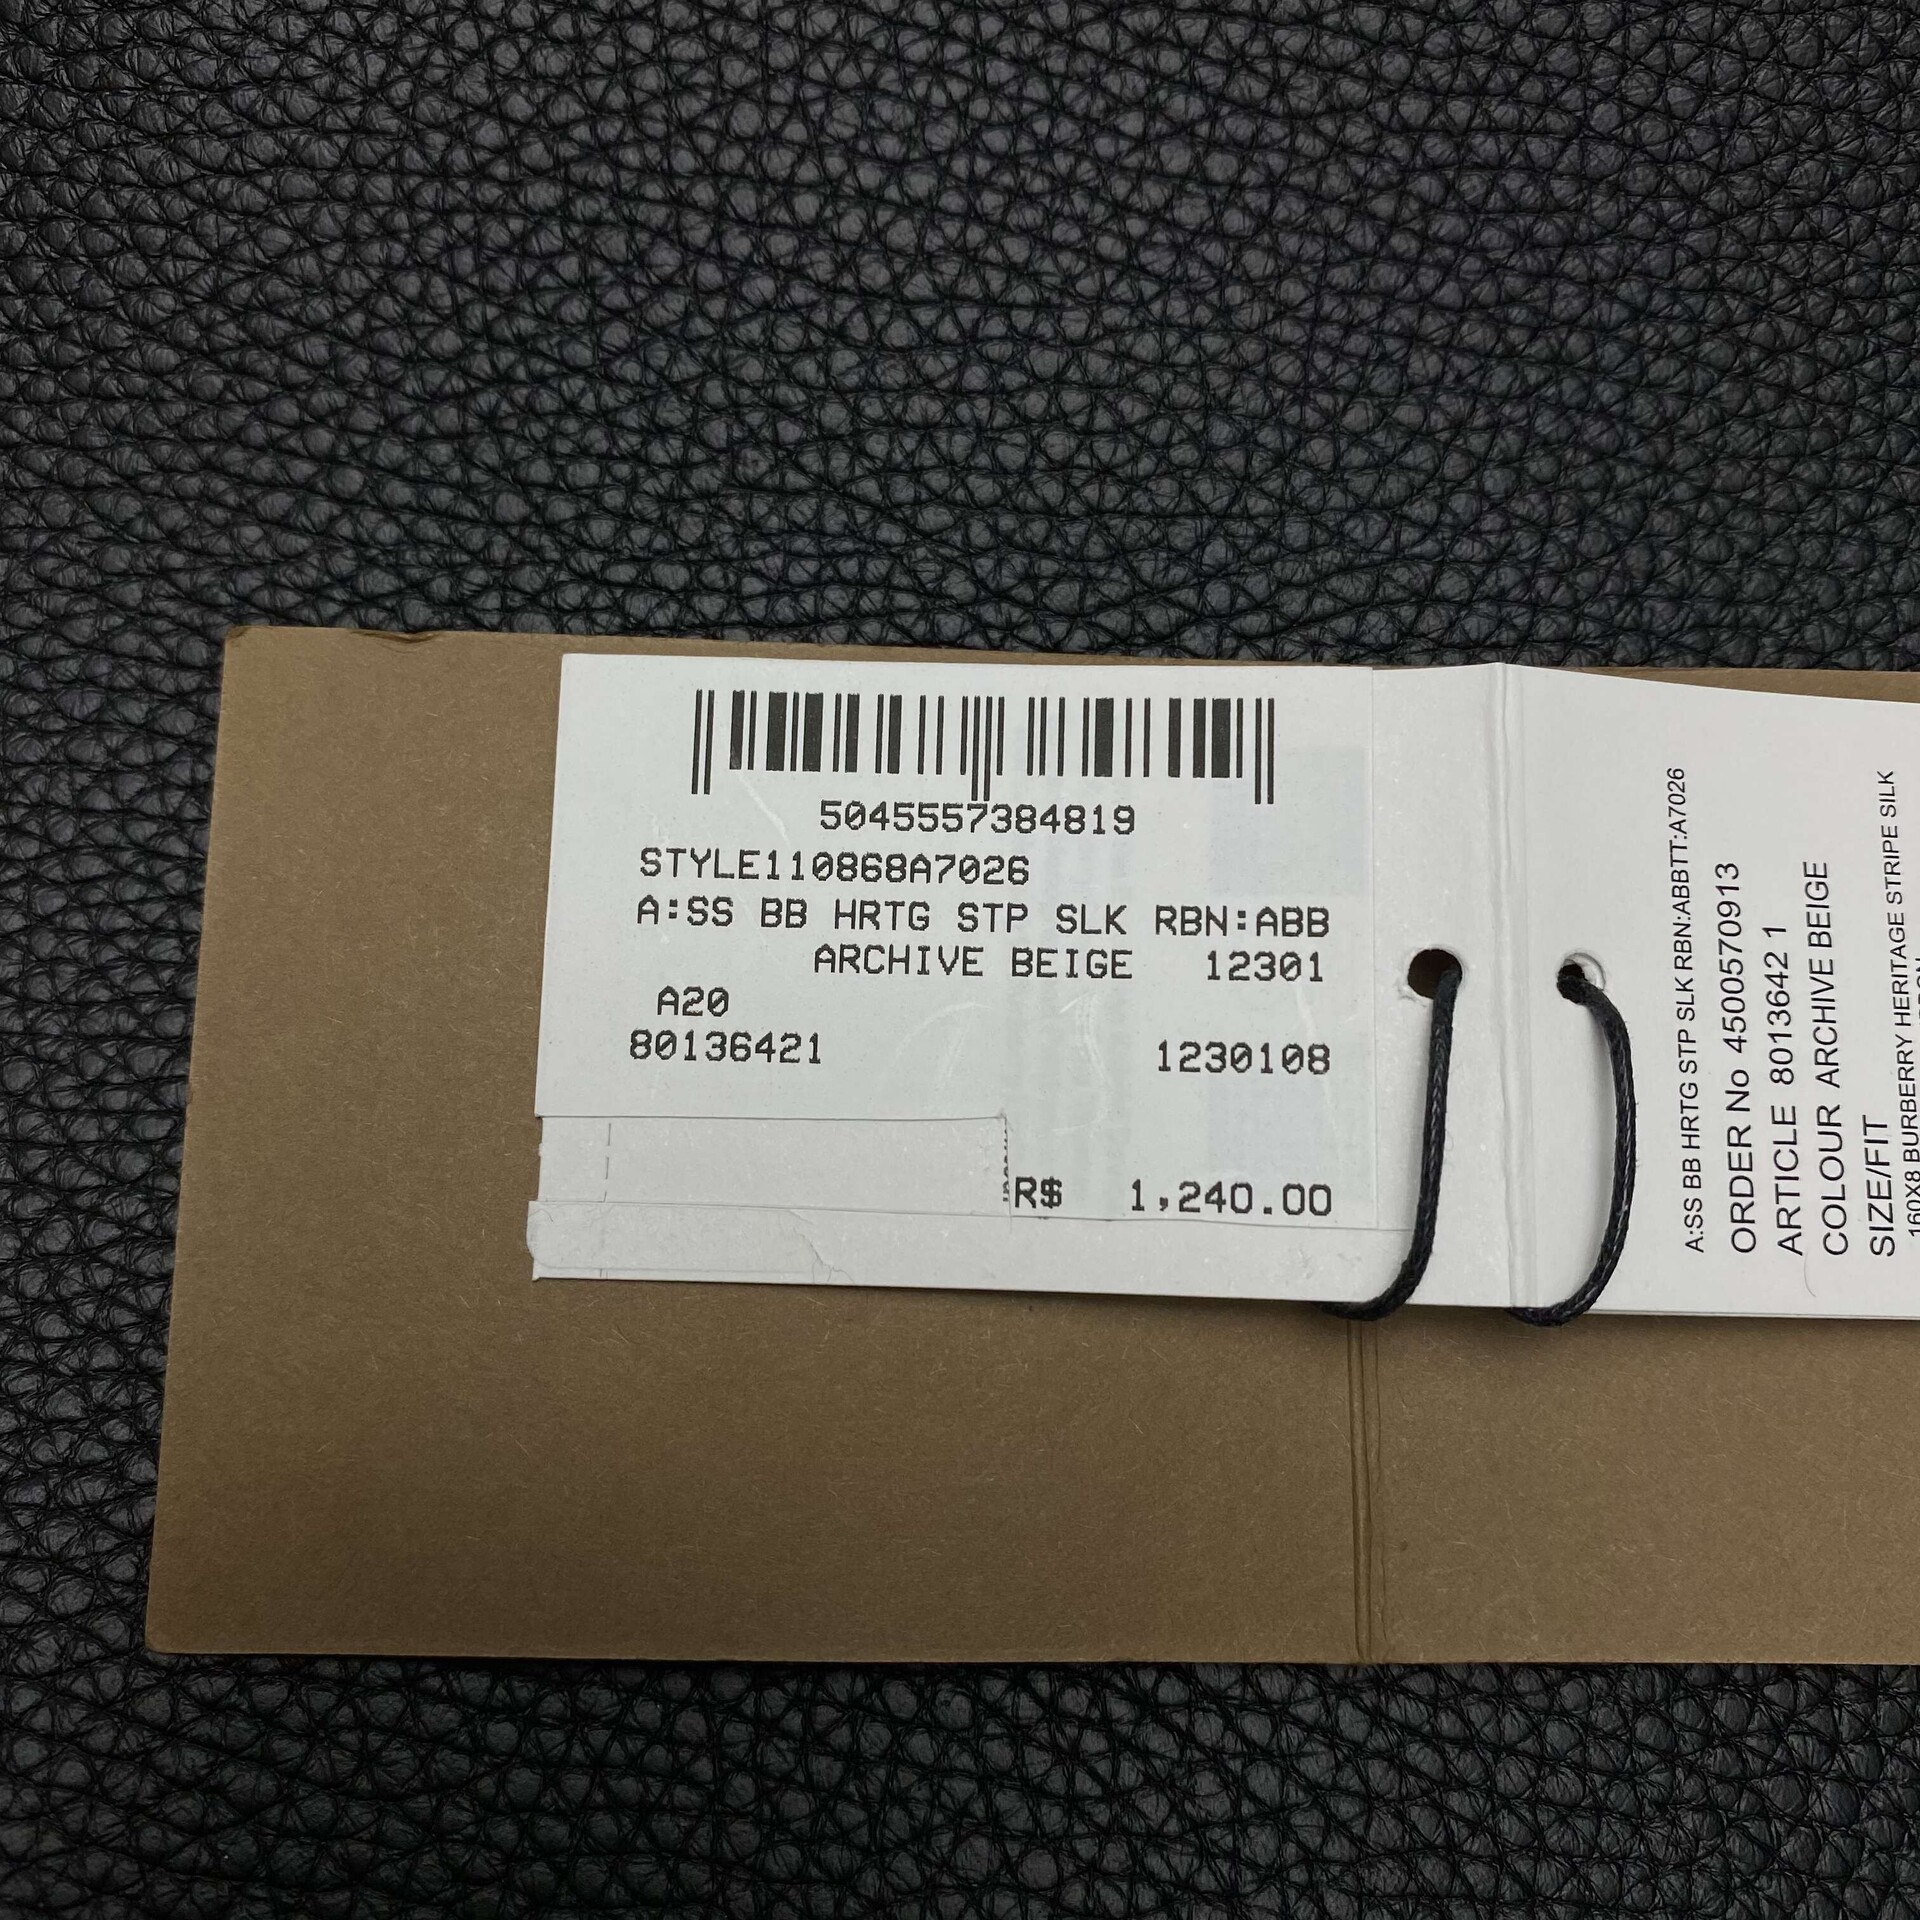 5045557384819
STYLE110868A7026
A:SS BB HRTG STP SLK RBN:ABB
ARCHIVE BEIGE 12301
A20
80136421 1230108
R$ 1,240.00
A:SS BB HRTG STP SLK RBN:ABBTT:A7026
ORDER No 4500570913
ARTICLE 8013642 1
COLOUR ARCHIVE BEIGE
SIZE/FIT
160X8 BURBERRY HERITAGE STRIPE SILK